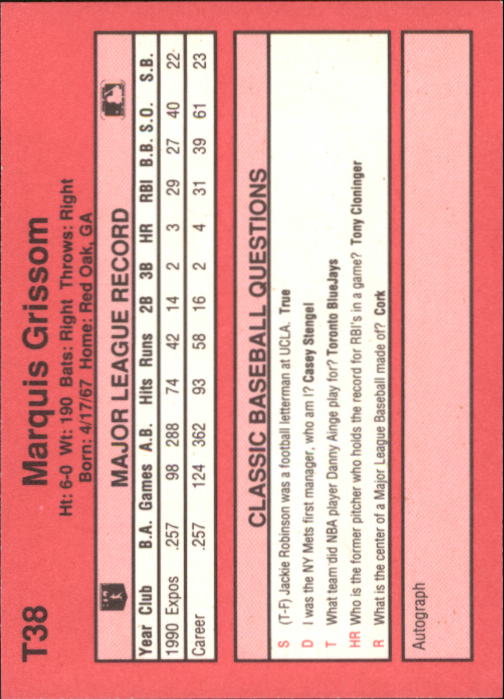 T38
Marquis Grissom
Ht: 6-0 Wt: 190 Bats: Right Throws: Right
Born: 4/17/67 Home: Red Oak, GA
MAJOR LEAGUE RECORD
Year Club B.A. Games A.B. Hits Runs 2B 3B HR RBI B.B. S.O. S.B.
1990 Expos .257 98 288 74 42 14 2 3 29 27 40 22
Career .257 124 362 93 58 16 2 4 31 39 61 23
CLASSIC BASEBALL QUESTIONS
S (T-F) Jackie Robinson was a football letterman at UCLA. True
D I was the NY Mets first manager, who am I? Casey Stengel
T What team did NBA player Danny Ainge play for? Toronto BlueJays
HR Who is the former pitcher who holds the record for RBI's in a game? Tony Cloninger
R What is the center of a Major League Baseball made of? Cork
Autograph